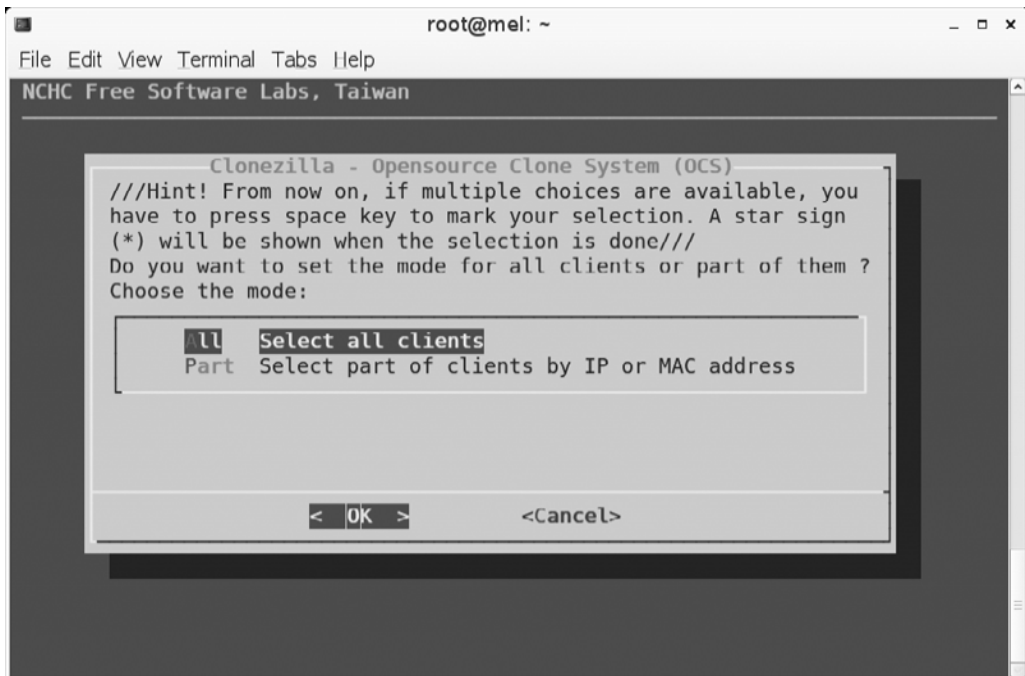 root@mel: ~
File Edit View Terminal Tabs Help
NCHC Free Software Labs, Taiwan
Clonezilla - Opensource Clone System (OCS)
///Hint! From now on, if multiple choices are available, you
have to press space key to mark your selection. A star sign
(*) will be shown when the selection is done///
Do you want to set the mode for all clients or part of them ?
Choose the mode:
All Select all clients
Part Select part of clients by IP or MAC address
< OK > <Cancel>